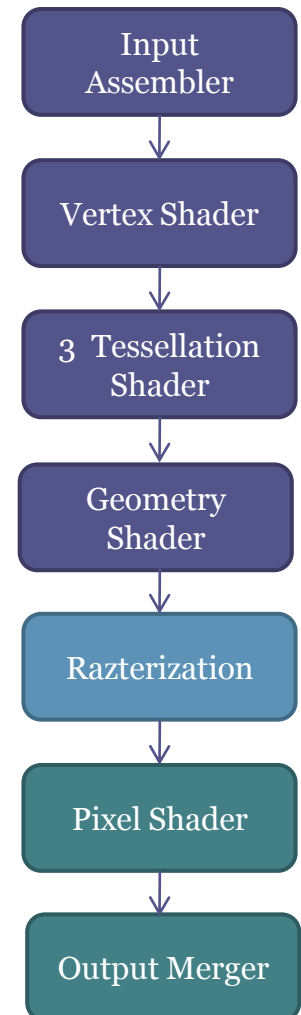 Input
Assembler
Vertex Shader
3 Tessellation
Shader
Geometry
Shader
Razterization
Pixel Shader
Output Merger